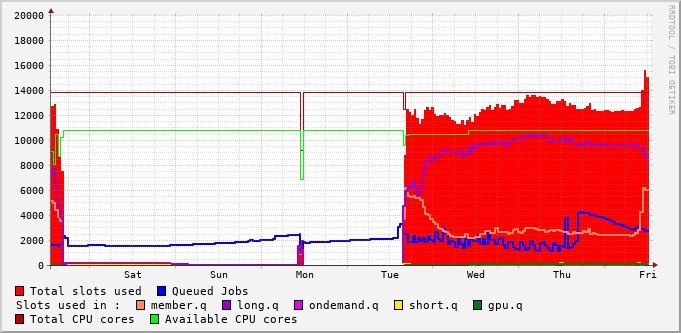 20000
18000
16000
14000
12000
10000
8000
6000
4000
2000
0
Sat Sun Mon Tue Wed Thu Fri
Total slots used Queued Jobs
Slots used in : member.q long.q ondemand.q short.q gpu.q
Total CPU cores Available CPU cores
RRDTOOL / TOBI OETIKER